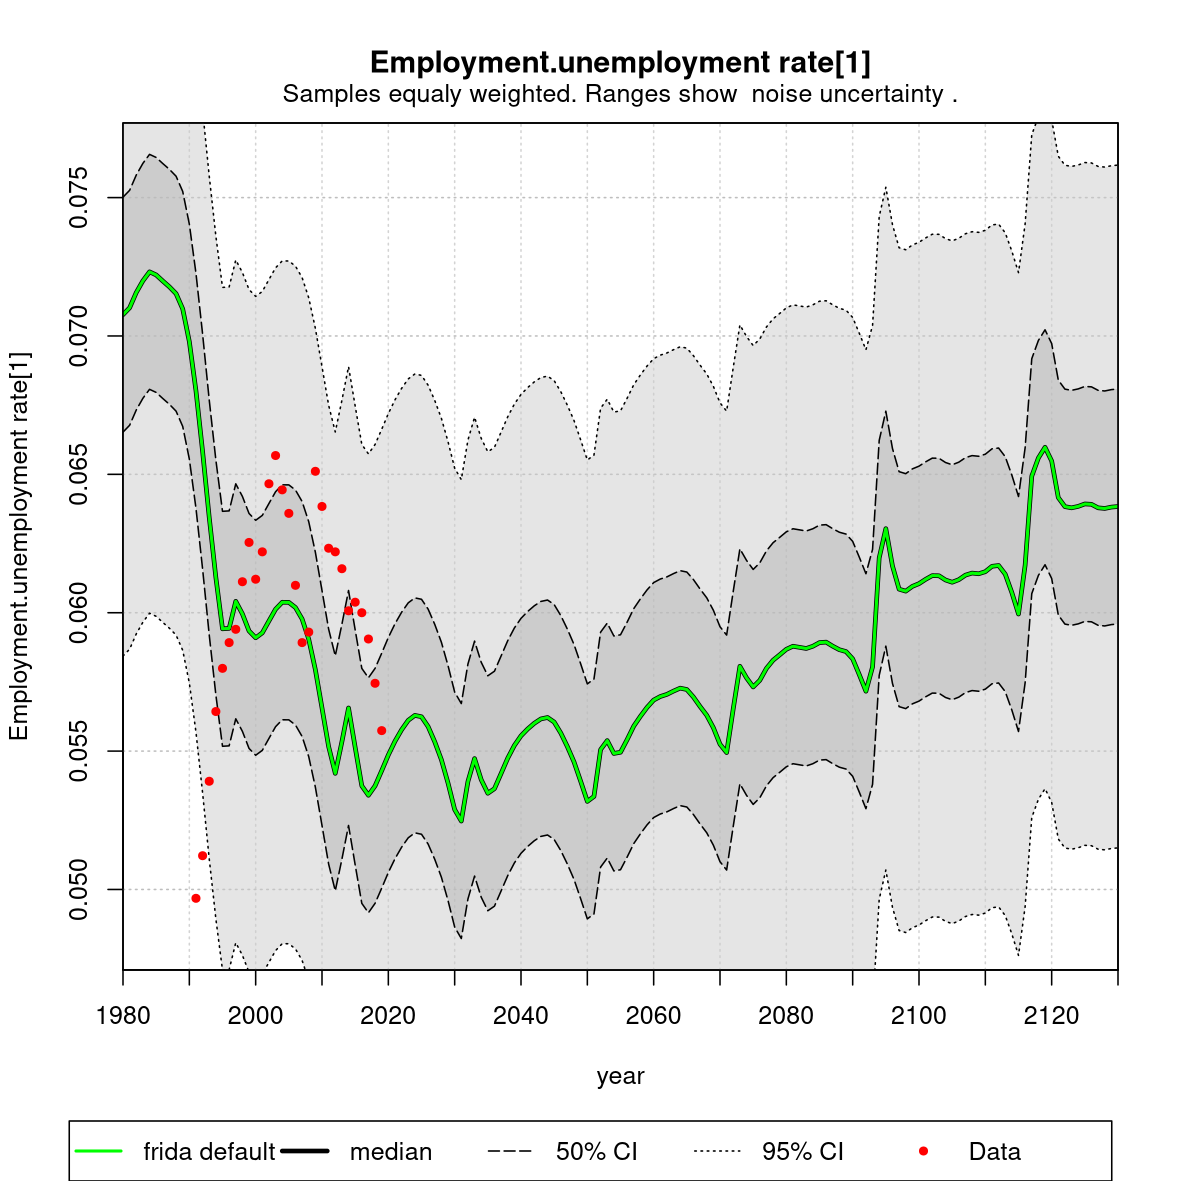 Employment.unemployment rate[1]
Samples equaly weighted. Ranges show  noise uncertainty .
Employment.unemployment rate[1]
0.075
0.070
0.065
0.060
0.055
0.050
1980 2000 2020 2040 2060 2080 2100 2120
year
frida default median 50% CI 95% CI Data